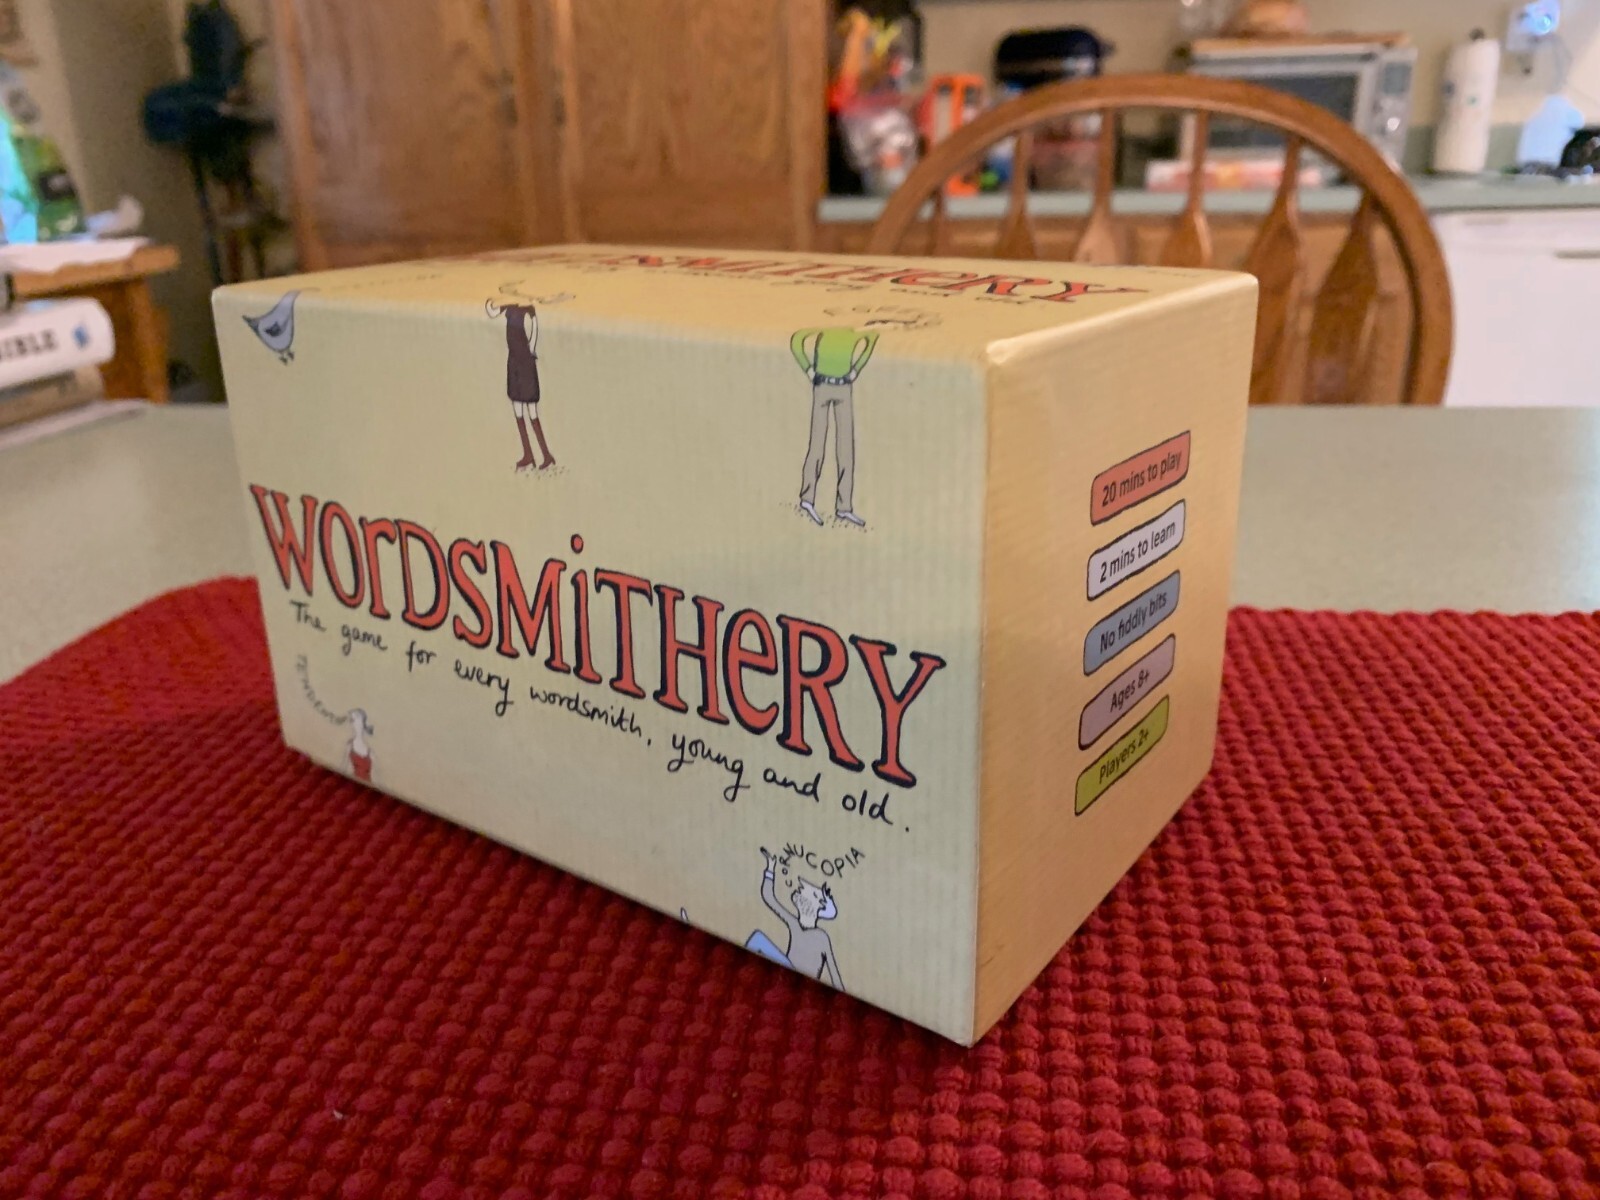 WORDSMITHERY
WORDSMITHERY
The game for every wordsmith, young and old.
CORNUCOPIA
20 mins to play
2 mins to learn
No fiddly bits
Ages 8+
Players 2+
IBLE